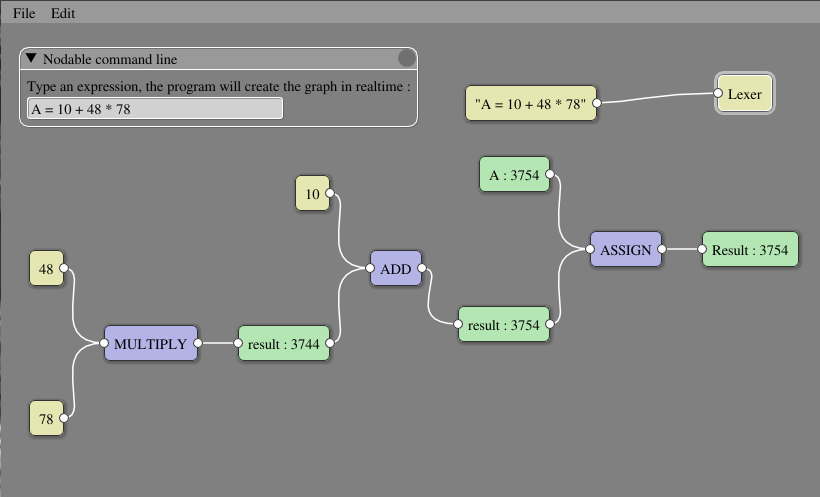 File Edit
Nodable command line
Type an expression, the program will create the graph in realtime :
A = 10 + 48 * 78
"A = 10 + 48 * 78"
Lexer
A : 3754
10
ASSIGN
Result : 3754
48
ADD
result : 3754
MULTIPLY
result : 3744
78